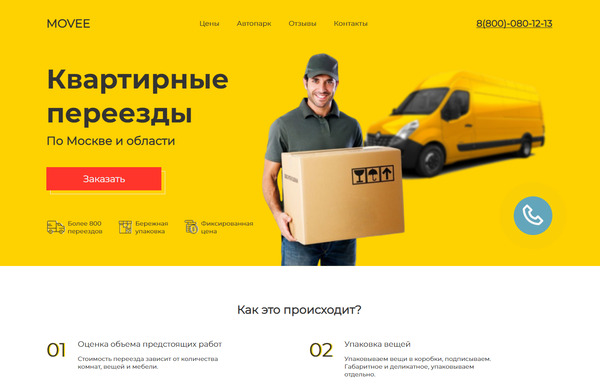 MOVEE
Цены
Автопарк
Отзывы
Контакты
8(800)-080-12-13
Квартирные
переезды
По Москве и области
Заказать
Более 800
переездов
Бережная
упаковка
Фиксированная
цена
Как это происходит?
01
Оценка объема предстоящих работ
Стоимость переезда зависит от количества
комнат, вещей и мебели.
02
Упаковка вещей
Упаковываем вещи в коробки, подписываем.
Габаритное и деликатное, упаковываем
отдельно.